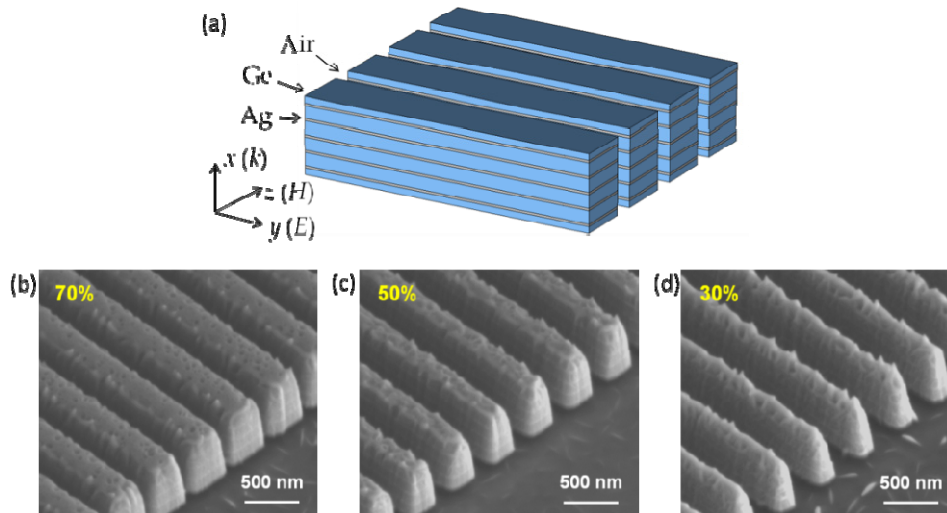 (a)
Air
Ge
Ag
x (k)
z (H)
y (E)
(b)
70%
500 nm
(c)
50%
500 nm
(d)
30%
500 nm